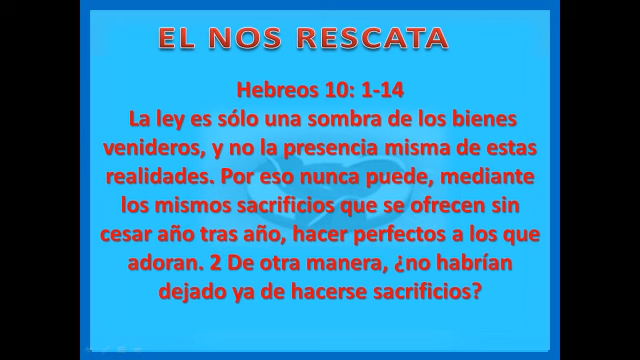 EL NOS RESCATA
Hebreos 10: 1-14
La ley es sólo una sombra de los bienes
venideros, y no la presencia misma de estas
realidades. Por eso nunca puede, mediante
los mismos sacrificios que se ofrecen sin
cesar año tras año, hacer perfectos a los que
adoran. 2 De otra manera, ¿no habrían
dejado ya de hacerse sacrificios?